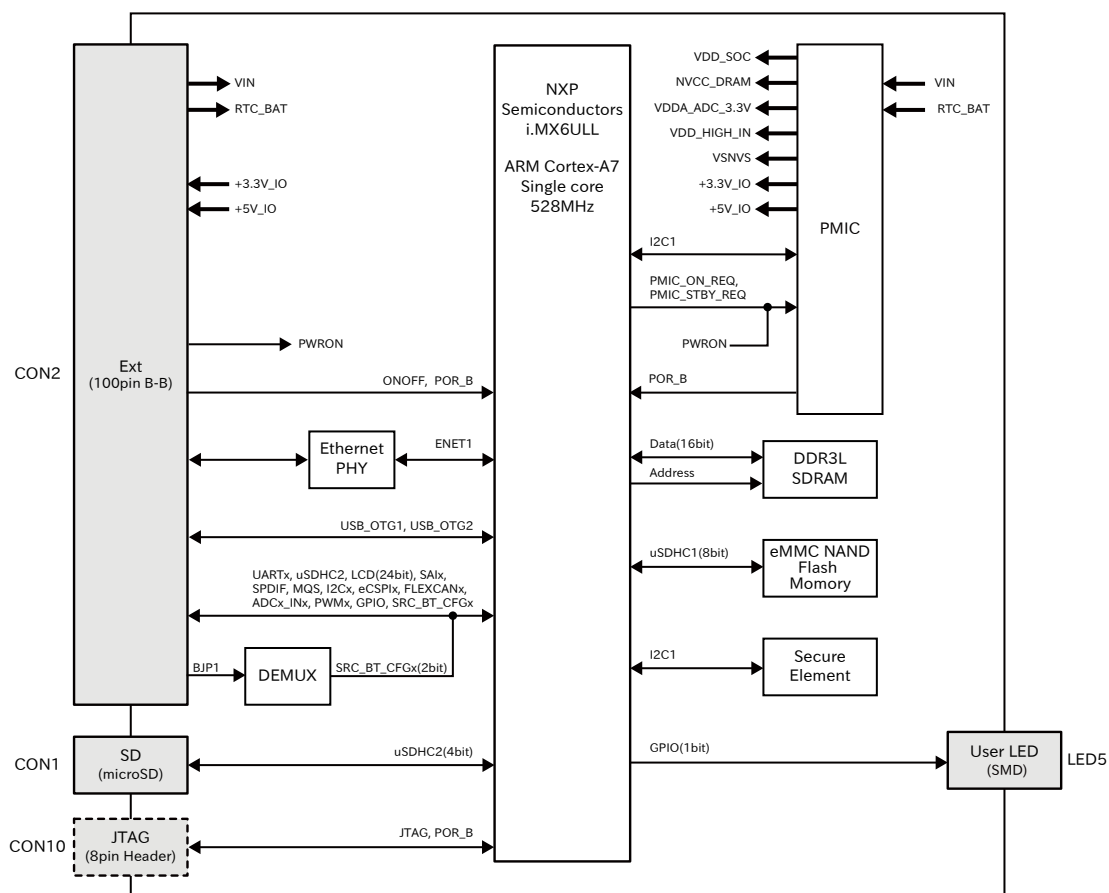 CON2
Ext
(100pin B-B)
VIN
RTC_BAT
+3.3V_IO
+5V_IO
PWRON
ONOFF, POR_B
Ethernet
PHY
ENET1
USB_OTG1, USB_OTG2
UARTx, uSDHC2, LCD(24bit), SAIx,
SPDIF, MQS, I2Cx, eCSPIx, FLEXCANx,
ADCx_INx, PWMx, GPIO, SRC_BT_CFGx
BJP1
DEMUX
SRC_BT_CFGx(2bit)
CON1
SD
(microSD)
uSDHC2(4bit)
CON10
JTAG
(8pin Header)
JTAG, POR_B
NXP
Semiconductors
i.MX6ULL
ARM Cortex-A7
Single core
528MHz
VDD_SOC
NVCC_DRAM
VDDA_ADC_3.3V
VDD_HIGH_IN
VSNVS
+3.3V_IO
+5V_IO
PMIC
VIN
RTC_BAT
I2C1
PMIC_ON_REQ,
PMIC_STBY_REQ
PWRON
POR_B
Data(16bit)
Address
DDR3L
SDRAM
uSDHC1(8bit)
eMMC NAND
Flash
Momory
I2C1
Secure
Element
GPIO(1bit)
User LED
(SMD)
LED5